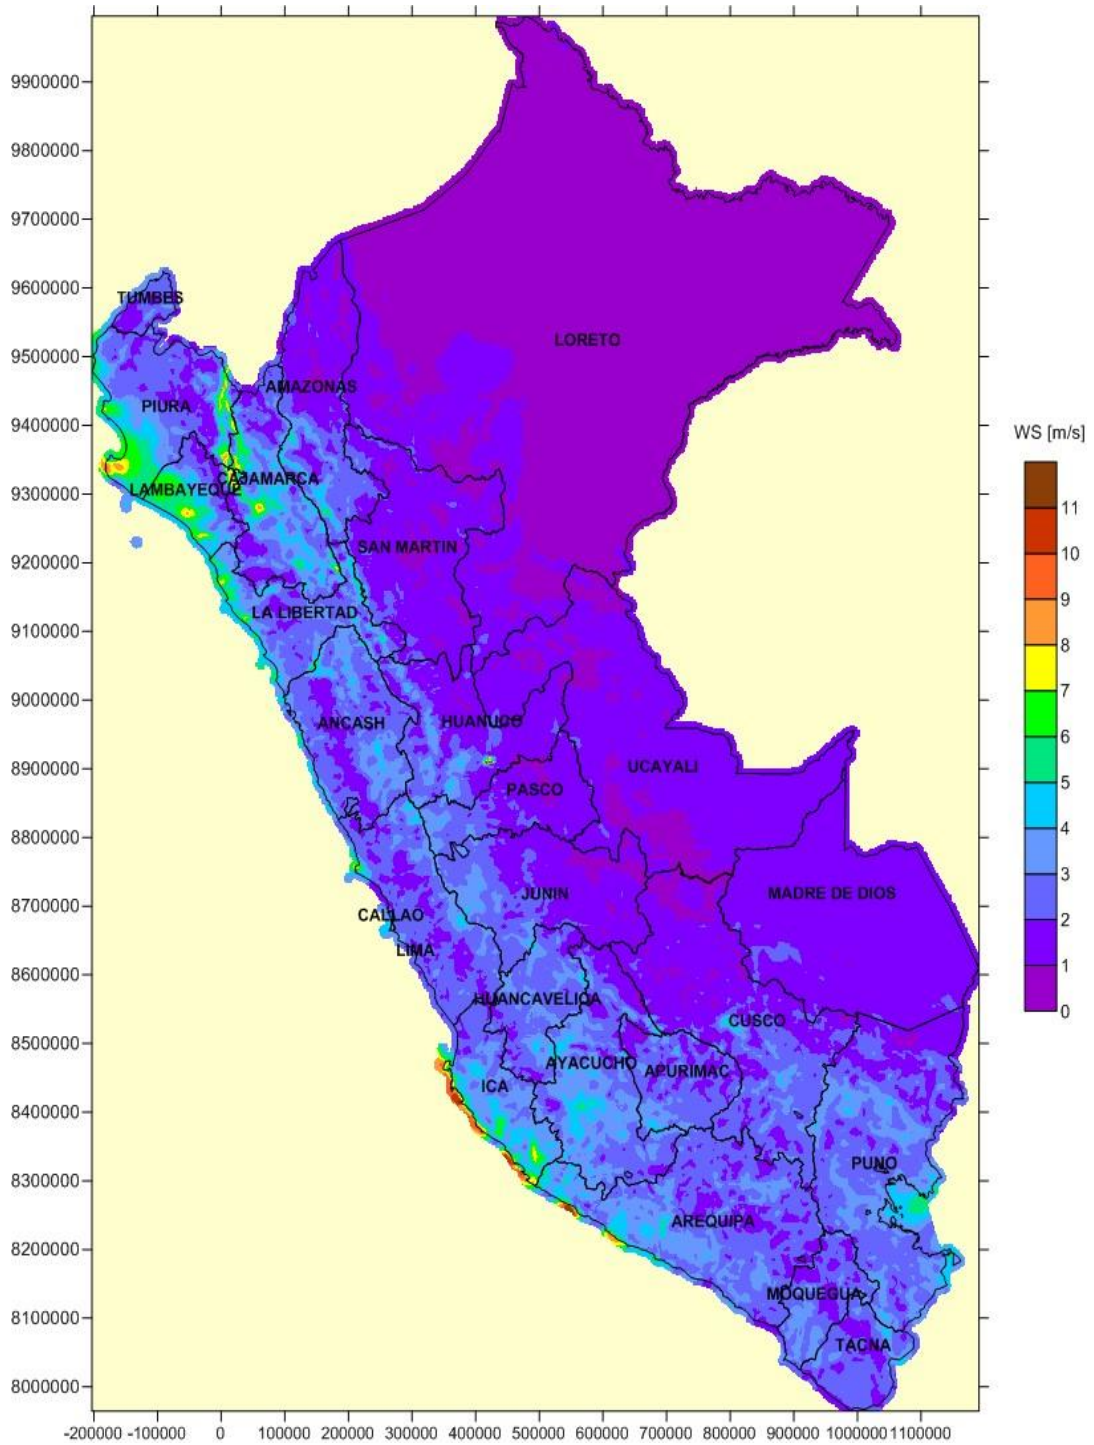 9900000
9800000
9700000
9600000
9500000
9400000
9300000
9200000
9100000
9000000
8900000
8800000
8700000
8600000
8500000
8400000
8300000
8200000
8100000
8000000
-200000 -100000 0 100000 200000 300000 400000 500000 600000 700000 800000 900000 1000000 1100000
TUMBES
LORETO
AMAZONAS
PIURA
CAJAMARCA
LAMBAYEQUE
SAN MARTIN
LA LIBERTAD
ANCASH
HUANUCO
UCAYALI
PASCO
JUNIN
MADRE DE DIOS
CALLAO
LIMA
HUANCAVELICA
CUSCO
AYACUCHO
APURIMAC
ICA
PUNO
AREQUIPA
MOQUEGUA
TACNA
WS [m/s]
11
10
9
8
7
6
5
4
3
2
1
0